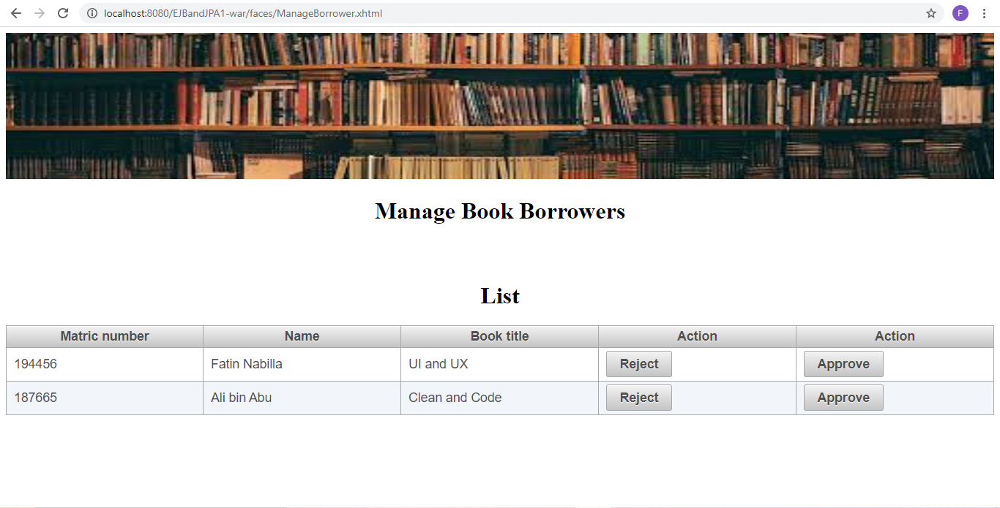 localhost:8080/EJBandJPA1-war/faces/ManageBorrower.xhtml
F
Manage Book Borrowers
List
Matric number Name Book title Action Action
194456 Fatin Nabilla UI and UX Reject Approve
187665 Ali bin Abu Clean and Code Reject Approve